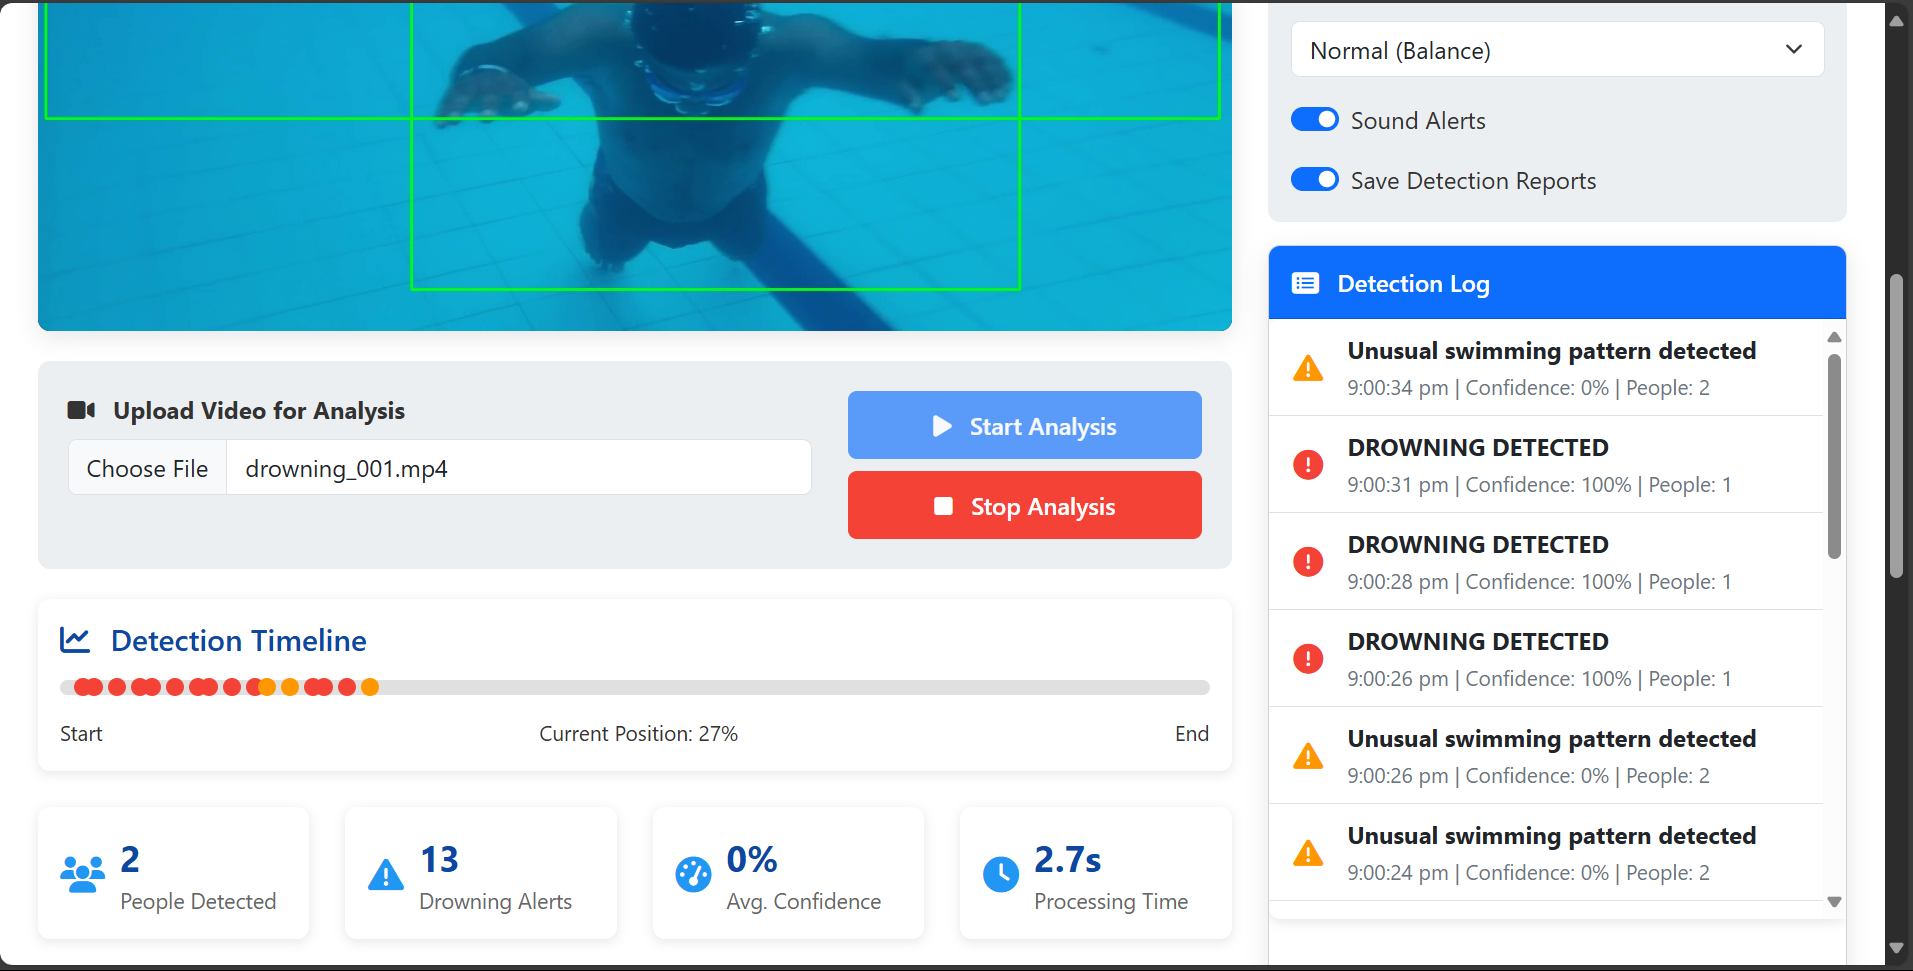 Normal (Balance)
Sound Alerts
Save Detection Reports
Upload Video for Analysis
Choose File drowning_001.mp4
Start Analysis
Stop Analysis
Detection Timeline
Start Current Position: 27% End
2
People Detected
13
Drowning Alerts
0%
Avg. Confidence
2.7s
Processing Time
Detection Log
Unusual swimming pattern detected
9:00:34 pm | Confidence: 0% | People: 2
DROWNING DETECTED
9:00:31 pm | Confidence: 100% | People: 1
DROWNING DETECTED
9:00:28 pm | Confidence: 100% | People: 1
DROWNING DETECTED
9:00:26 pm | Confidence: 100% | People: 1
Unusual swimming pattern detected
9:00:26 pm | Confidence: 0% | People: 2
Unusual swimming pattern detected
9:00:24 pm | Confidence: 0% | People: 2